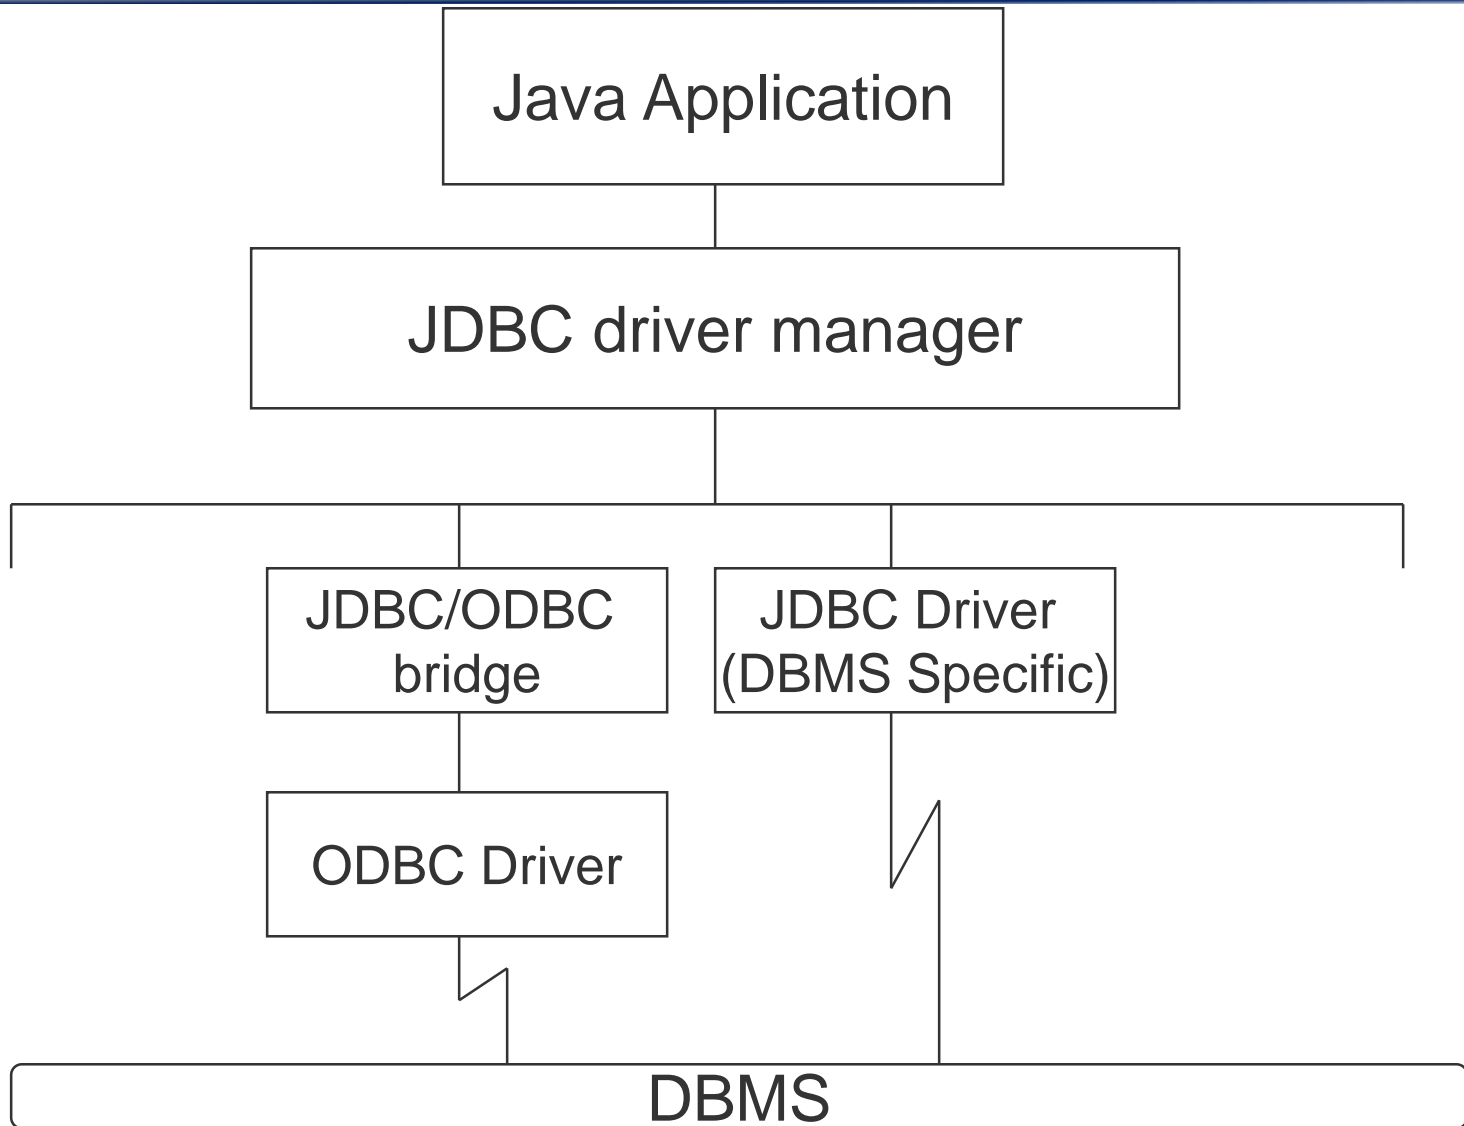 Java Application
JDBC driver manager
JDBC/ODBC
bridge
JDBC Driver
(DBMS Specific)
ODBC Driver
DBMS